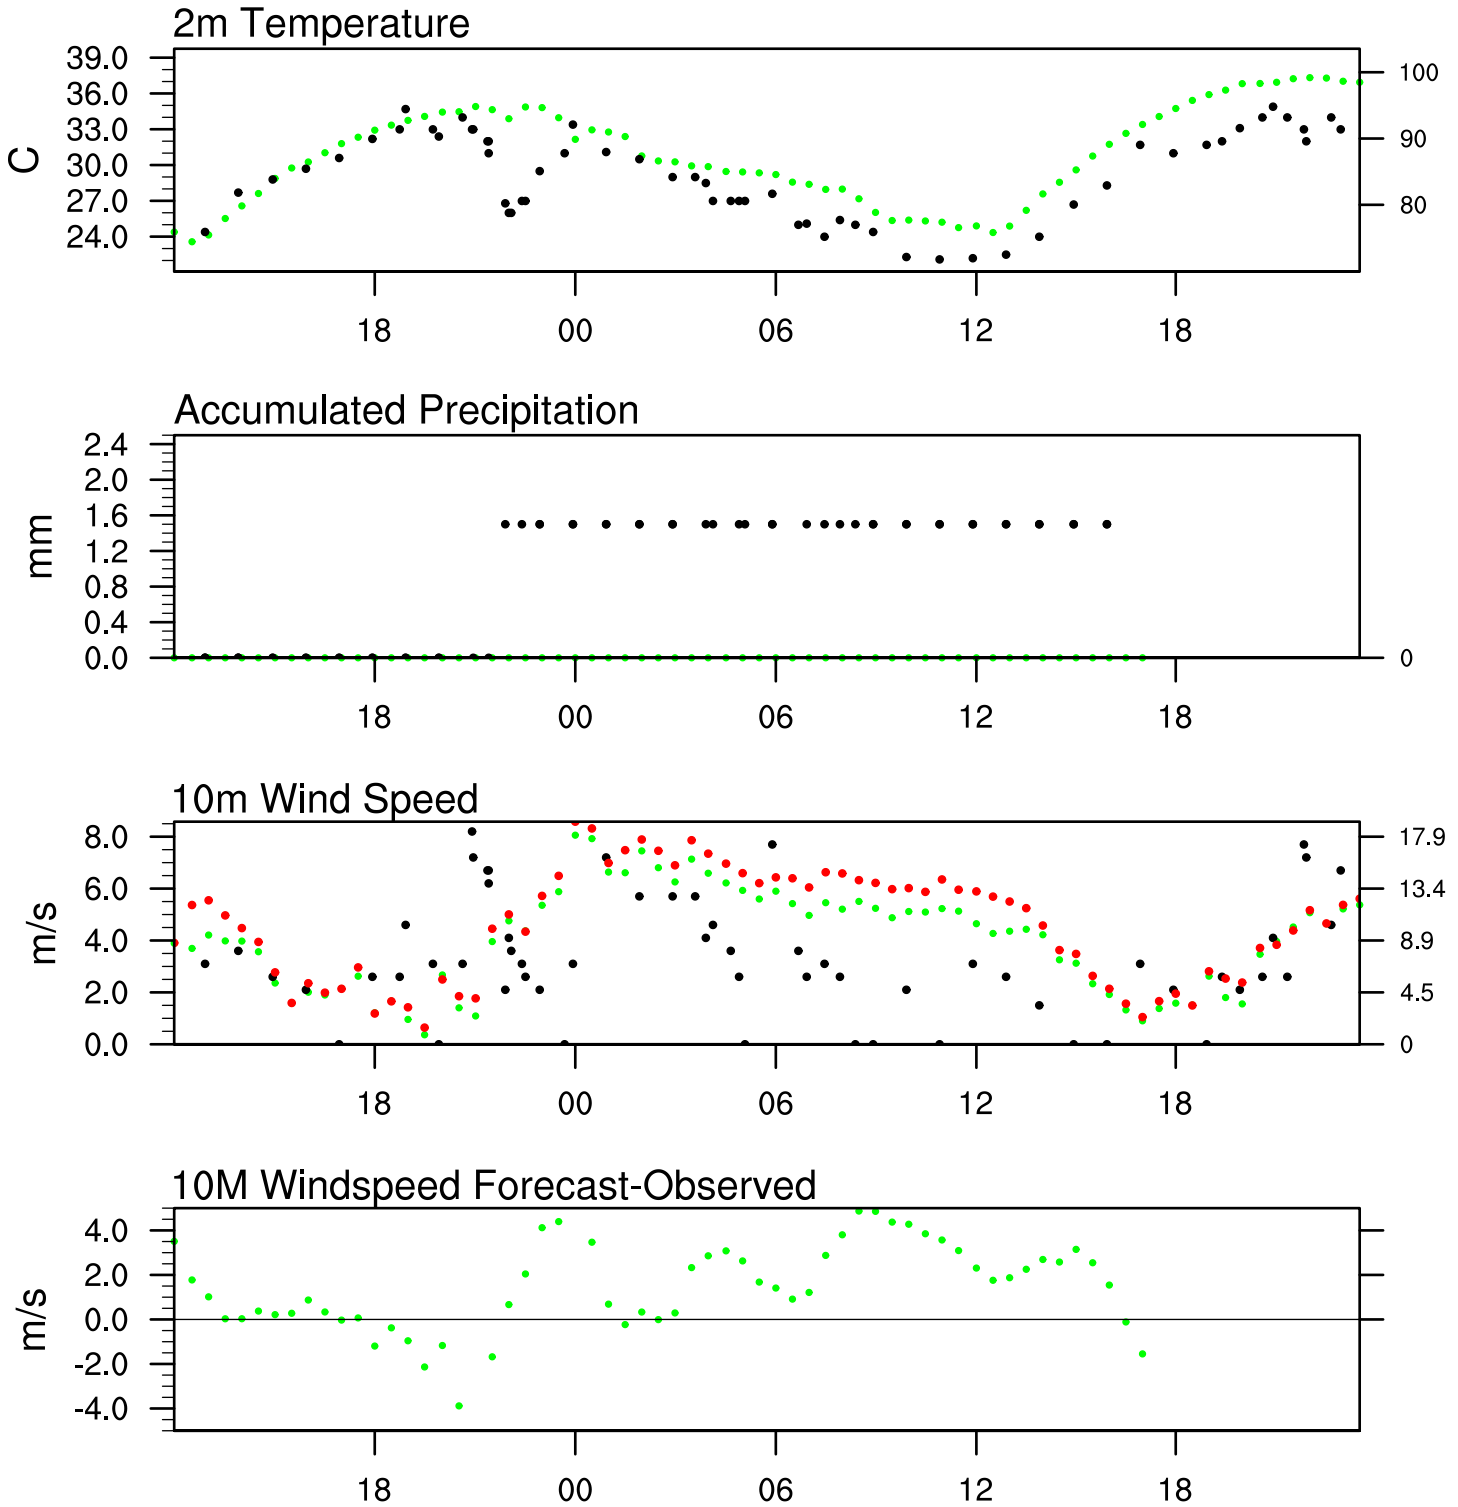 2m Temperature
39.0
36.0
33.0
30.0
27.0
24.0
C
100
90
80
18 00 06 12 18
Accumulated Precipitation
2.4
2.0
1.6
1.2
0.8
0.4
0.0
mm
0
18 00 06 12 18
10m Wind Speed
8.0
6.0
4.0
2.0
0.0
m/s
17.9
13.4
8.9
4.5
0
18 00 06 12 18
10M Windspeed Forecast-Observed
4.0
2.0
0.0
-2.0
-4.0
m/s
18 00 06 12 18